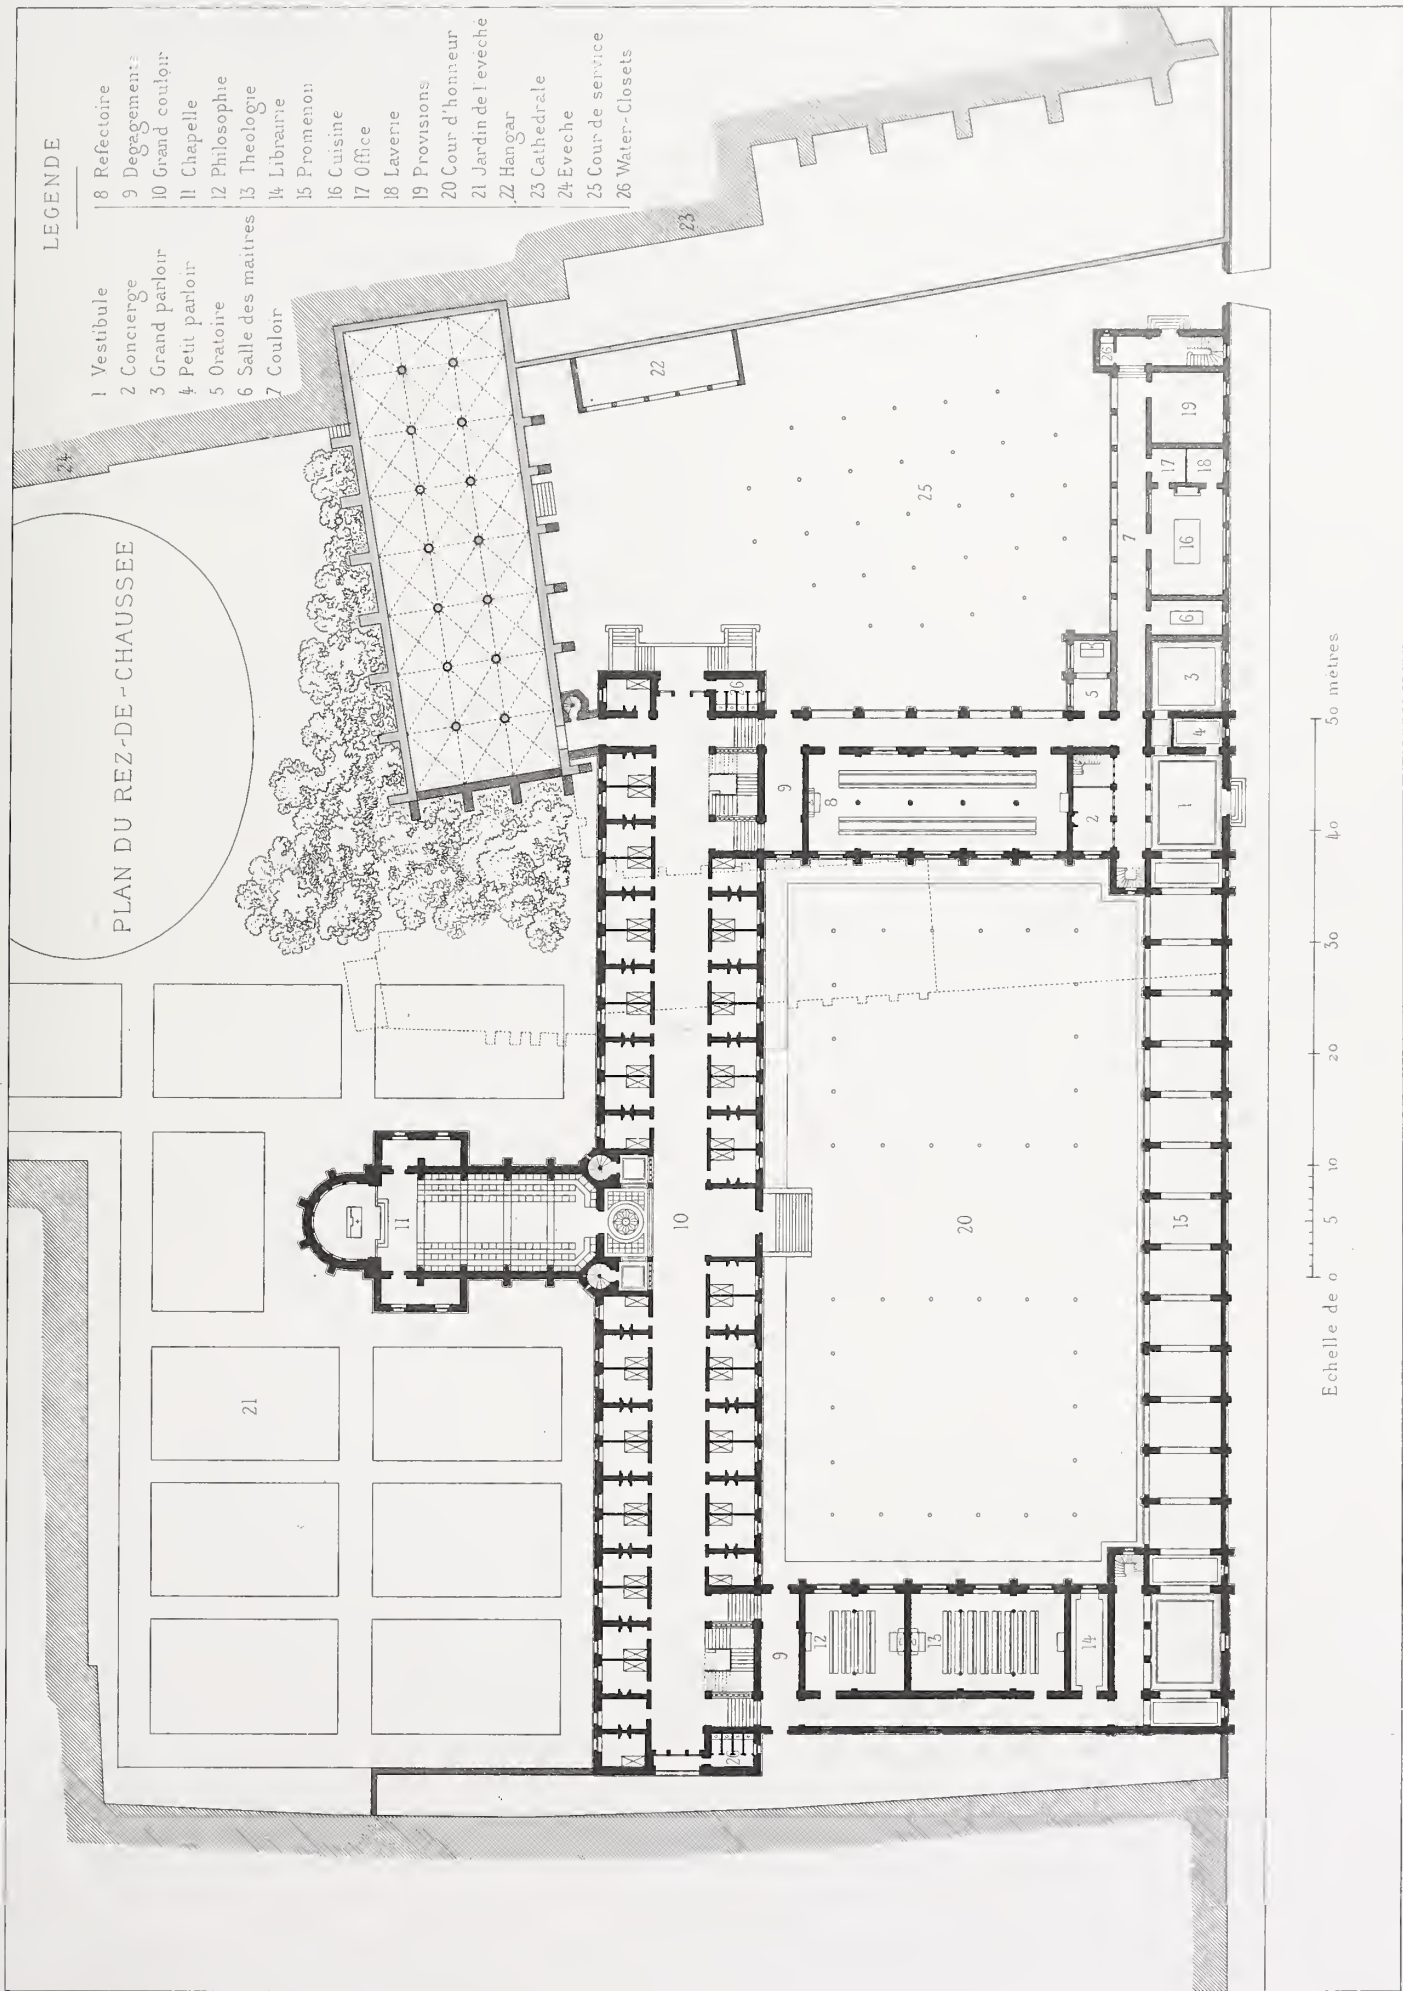 LEGENDE
1 Vestibule
2 Concierge
3 Grand parloir
4 Petit parloir
5 Oratoire
6 Salle des maitres
7 Couloir
8 Refectoire
9 Degagements
10 Grand couloir
11 Chapelle
12 Philosophie
13 Theologie
14 Librairie
15 Promenoir
16 Cuisine
17 Office
18 Laverie
19 Provisions
20 Cour d'honneur
21 Jardin de l'evéché
22 Hangar
23 Cathedrale
24 Eveche
25 Cour de service
26 Water-Closets
PLAN DU REZ-DE-CHAUSSEE
24
23
22
25
26
19
17
18
7
16
6
3
5
4
26
9
8
2
1
11
10
20
15
21
9
12
13
14
26
Echelle de 0 5 10 20 30 40 50 mètres